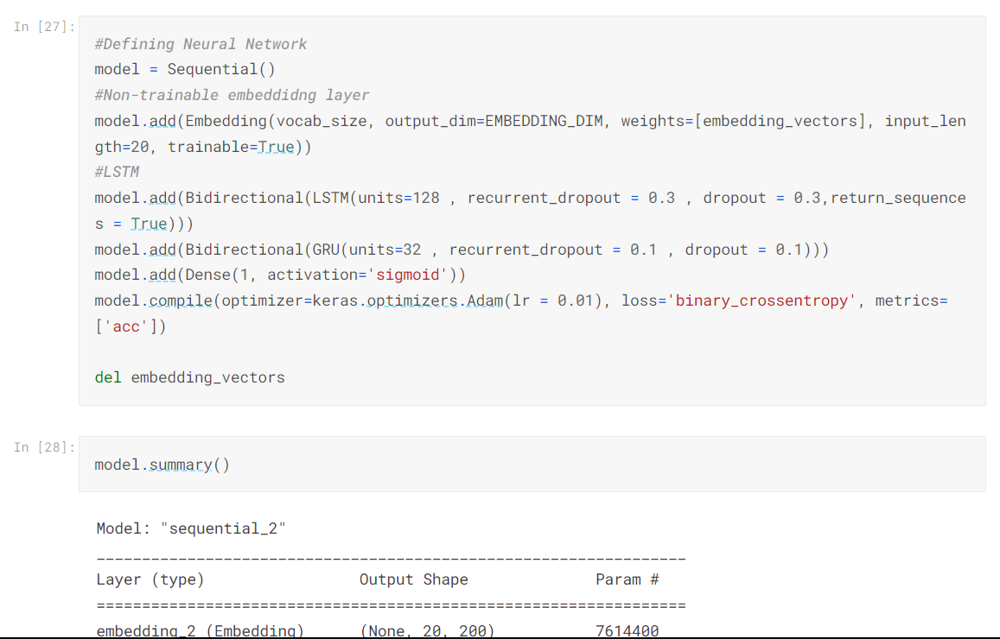 In [27]:
#Defining Neural Network
model = Sequential()
#Non-trainable embeddidng layer
model.add(Embedding(vocab_size, output_dim=EMBEDDING_DIM, weights=[embedding_vectors], input_len
gth=20, trainable=True))
#LSTM
model.add(Bidirectional(LSTM(units=128 , recurrent_dropout = 0.3 , dropout = 0.3,return_sequence
s = True)))
model.add(Bidirectional(GRU(units=32 , recurrent_dropout = 0.1 , dropout = 0.1)))
model.add(Dense(1, activation='sigmoid'))
model.compile(optimizer=keras.optimizers.Adam(lr = 0.01), loss='binary_crossentropy', metrics=
['acc'])
del embedding_vectors
In [28]:
model.summary()
Model: "sequential_2"
_________________________________________________________________
Layer (type)                 Output Shape              Param #
=================================================================
embedding_2 (Embedding)      (None, 20, 200)           7614400